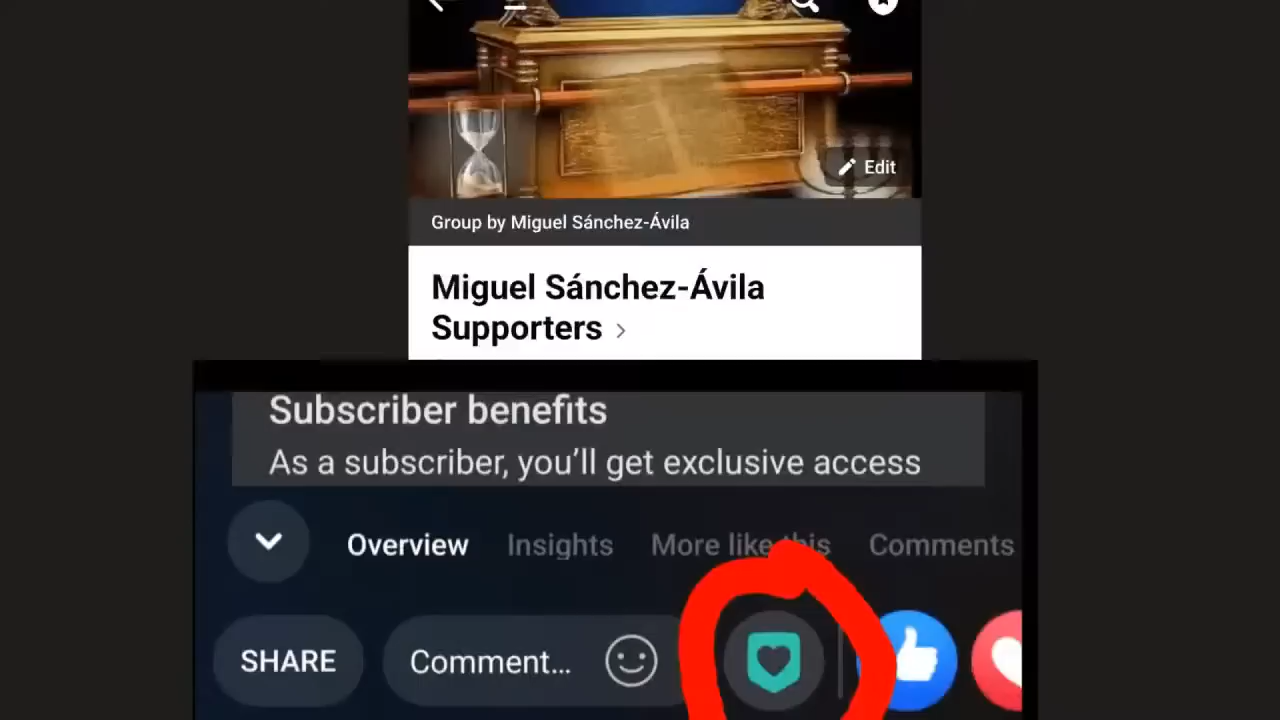 Edit
Group by Miguel Sánchez-Ávila
Miguel Sánchez-Ávila
Supporters
Subscriber benefits
As a subscriber, you’ll get exclusive access
Overview Insights More like this Comments
SHARE Comment...